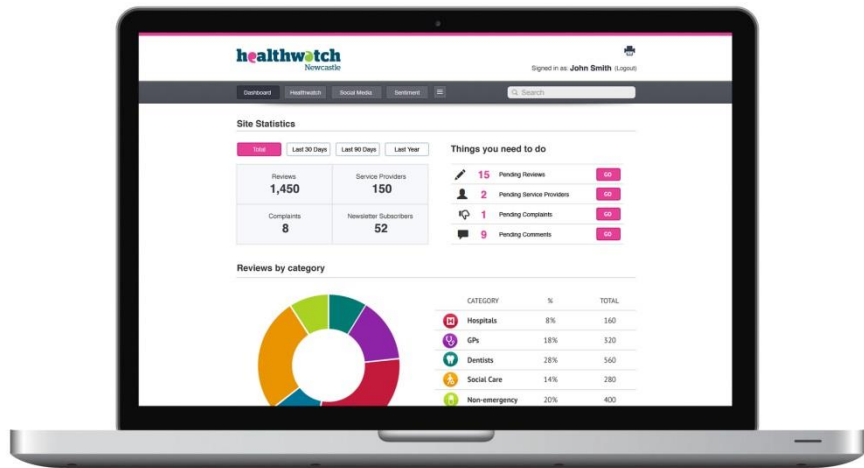 healthwatch
Newcastle
Signed in as: John Smith (Logout)
Dashboard Healthwatch Social Media Sentiment Search
Site Statistics
Total Last 30 Days Last 90 Days Last Year
Reviews Service Providers
1,450 150
Complaints Newsletter Subscribers
8 52
Things you need to do
15 Pending Reviews GO
2 Pending Service Providers GO
1 Pending Complaints GO
9 Pending Comments GO
Reviews by category
CATEGORY % TOTAL
H Hospitals 8% 160
GPs 18% 320
Dentists 28% 560
Social Care 14% 280
Non-emergency 20% 400